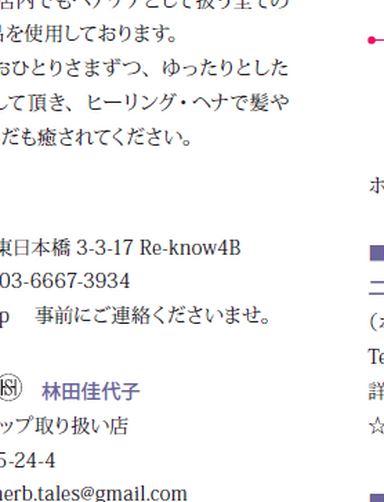 店内でもヘナケアとして扱う全ての
品を使用しております。
おひとりさまずつ、ゆったりとした
して頂き、ヒーリング・ヘナで髪や
だも癒されてください。
東日本橋 3-3-17 Re-know4B
03-6667-3934
p 事前にご連絡くださいませ。
林田佳代子
ップ取り扱い店
5-24-4
herb.tales@gmail.com
ホ
ニ
(
Te
詳
☆